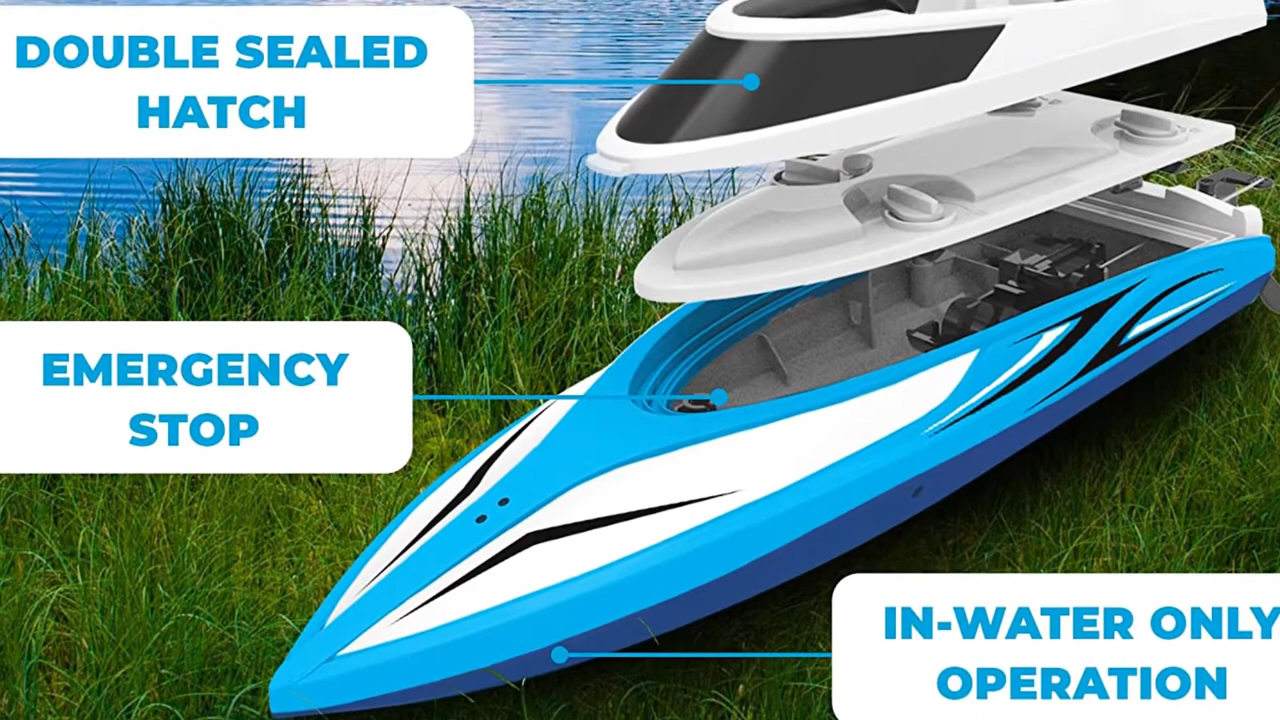 DOUBLE SEALED
HATCH
EMERGENCY
STOP
IN-WATER ONLY
OPERATION